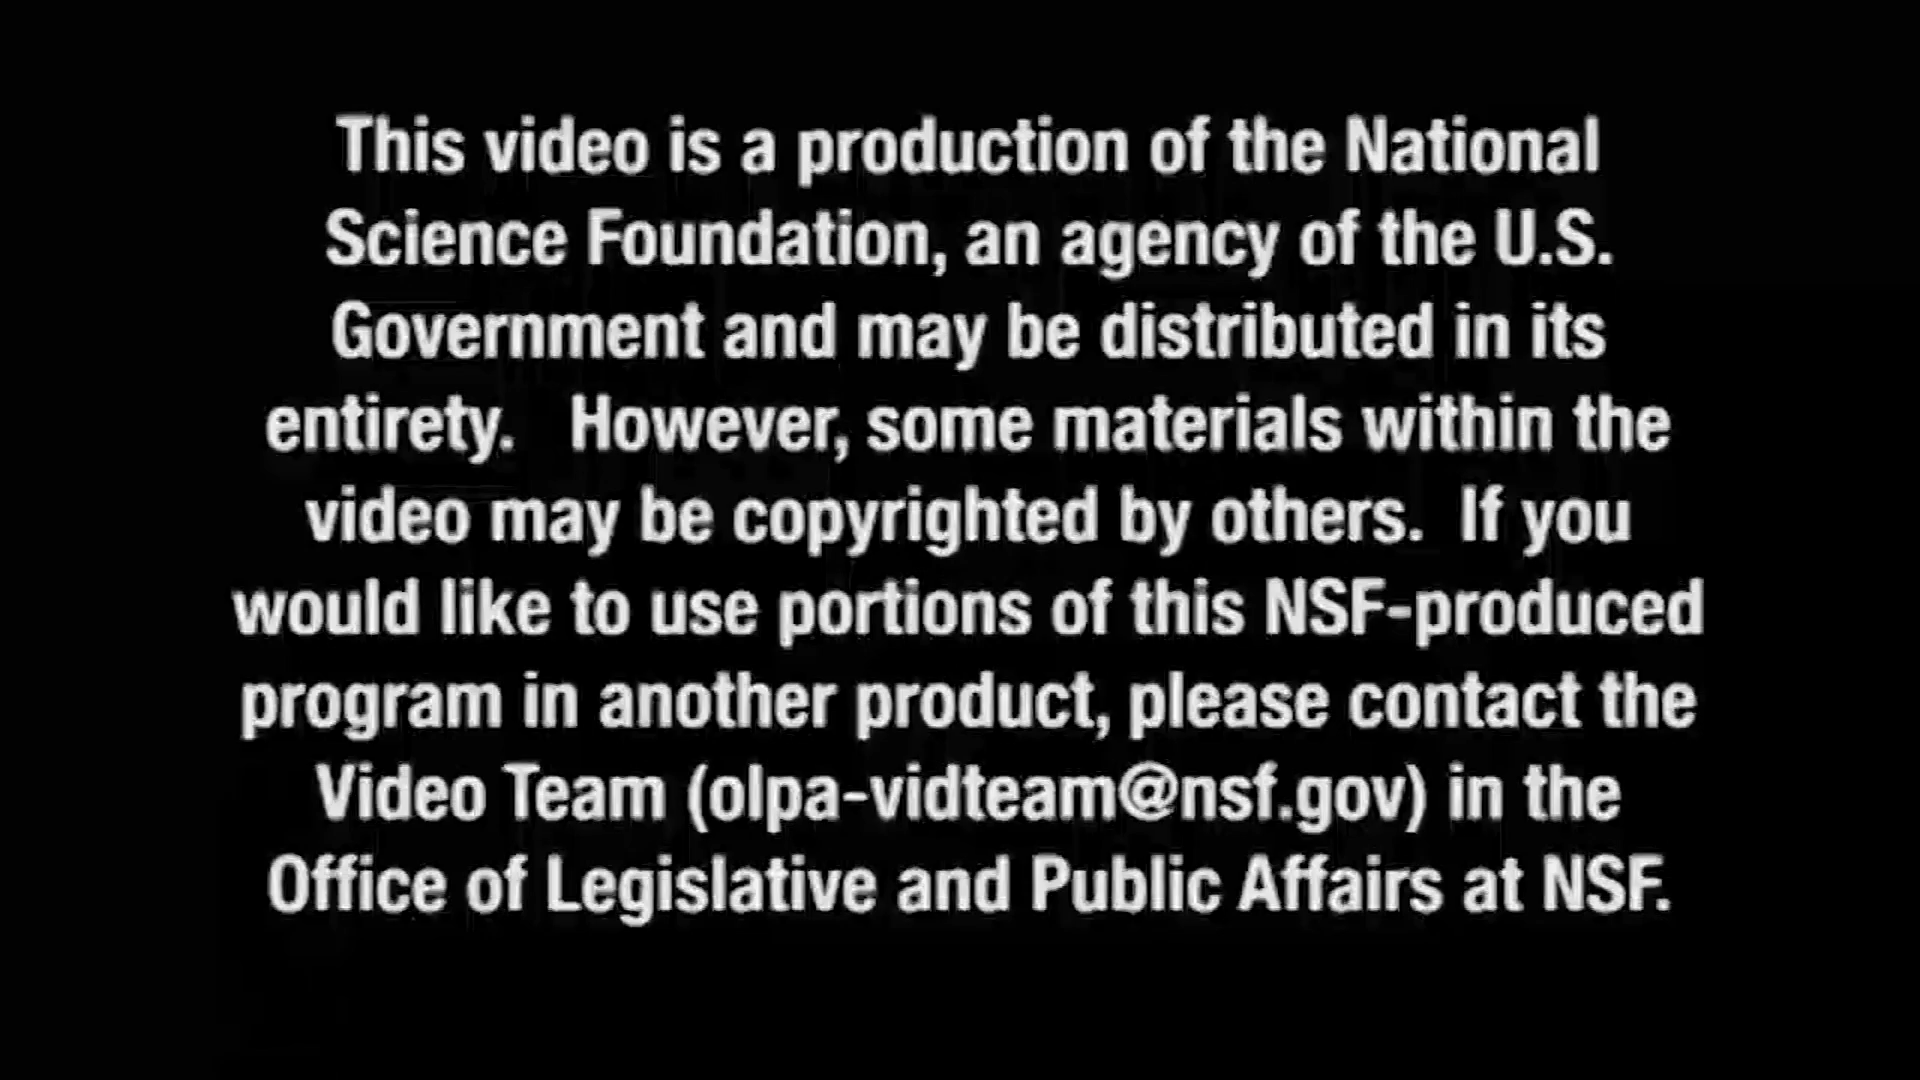 This video is a production of the National
Science Foundation, an agency of the U.S.
Government and may be distributed in its
entirety.   However, some materials within the
video may be copyrighted by others.  If you
would like to use portions of this NSF-produced
program in another product, please contact the
Video Team (olpa-vidteam@nsf.gov) in the
Office of Legislative and Public Affairs at NSF.